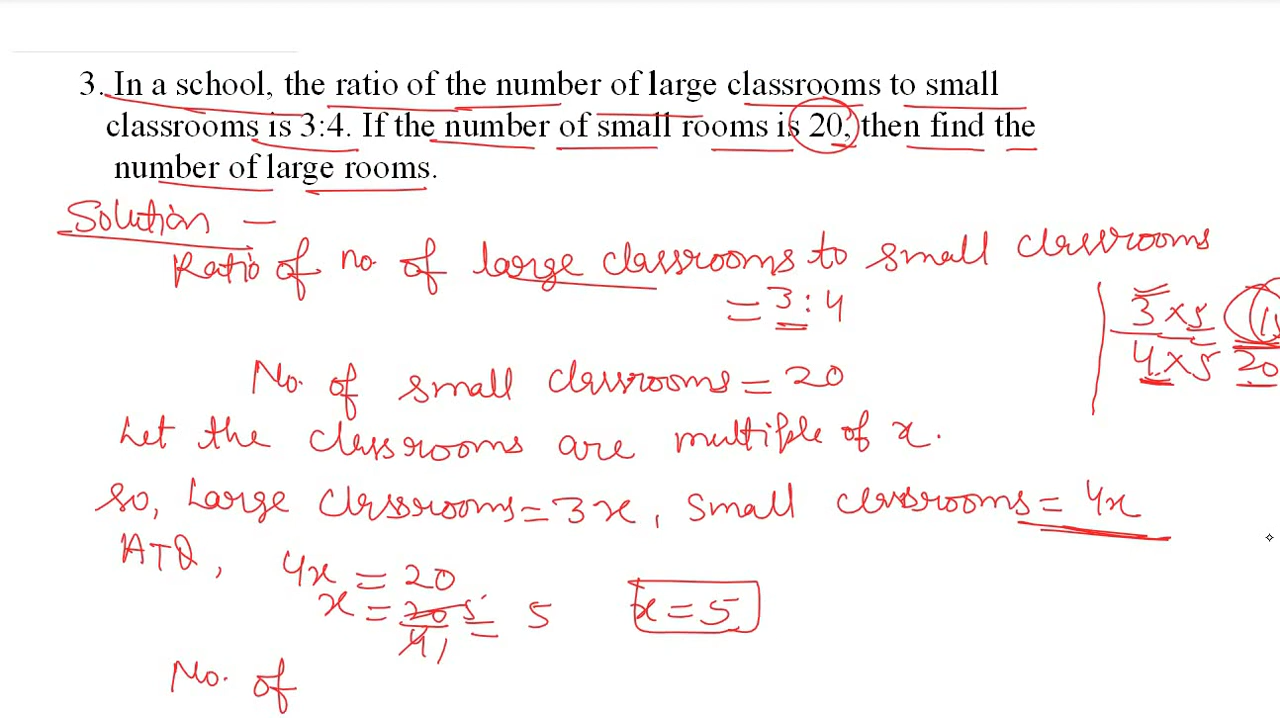 3. In a school, the ratio of the number of large classrooms to small
classrooms is 3:4. If the number of small rooms is 20, then find the
number of large rooms.
Solution -
Ratio of no. of large classrooms to small classrooms
= 3:4
3 x 5
4 x 5 20
No. of small classrooms = 20
Let the classrooms are multiple of x.
So, Large classrooms = 3x, small classrooms = 4x
ATQ, 4x = 20
x = 20/4 = 5 x = 5
No. of